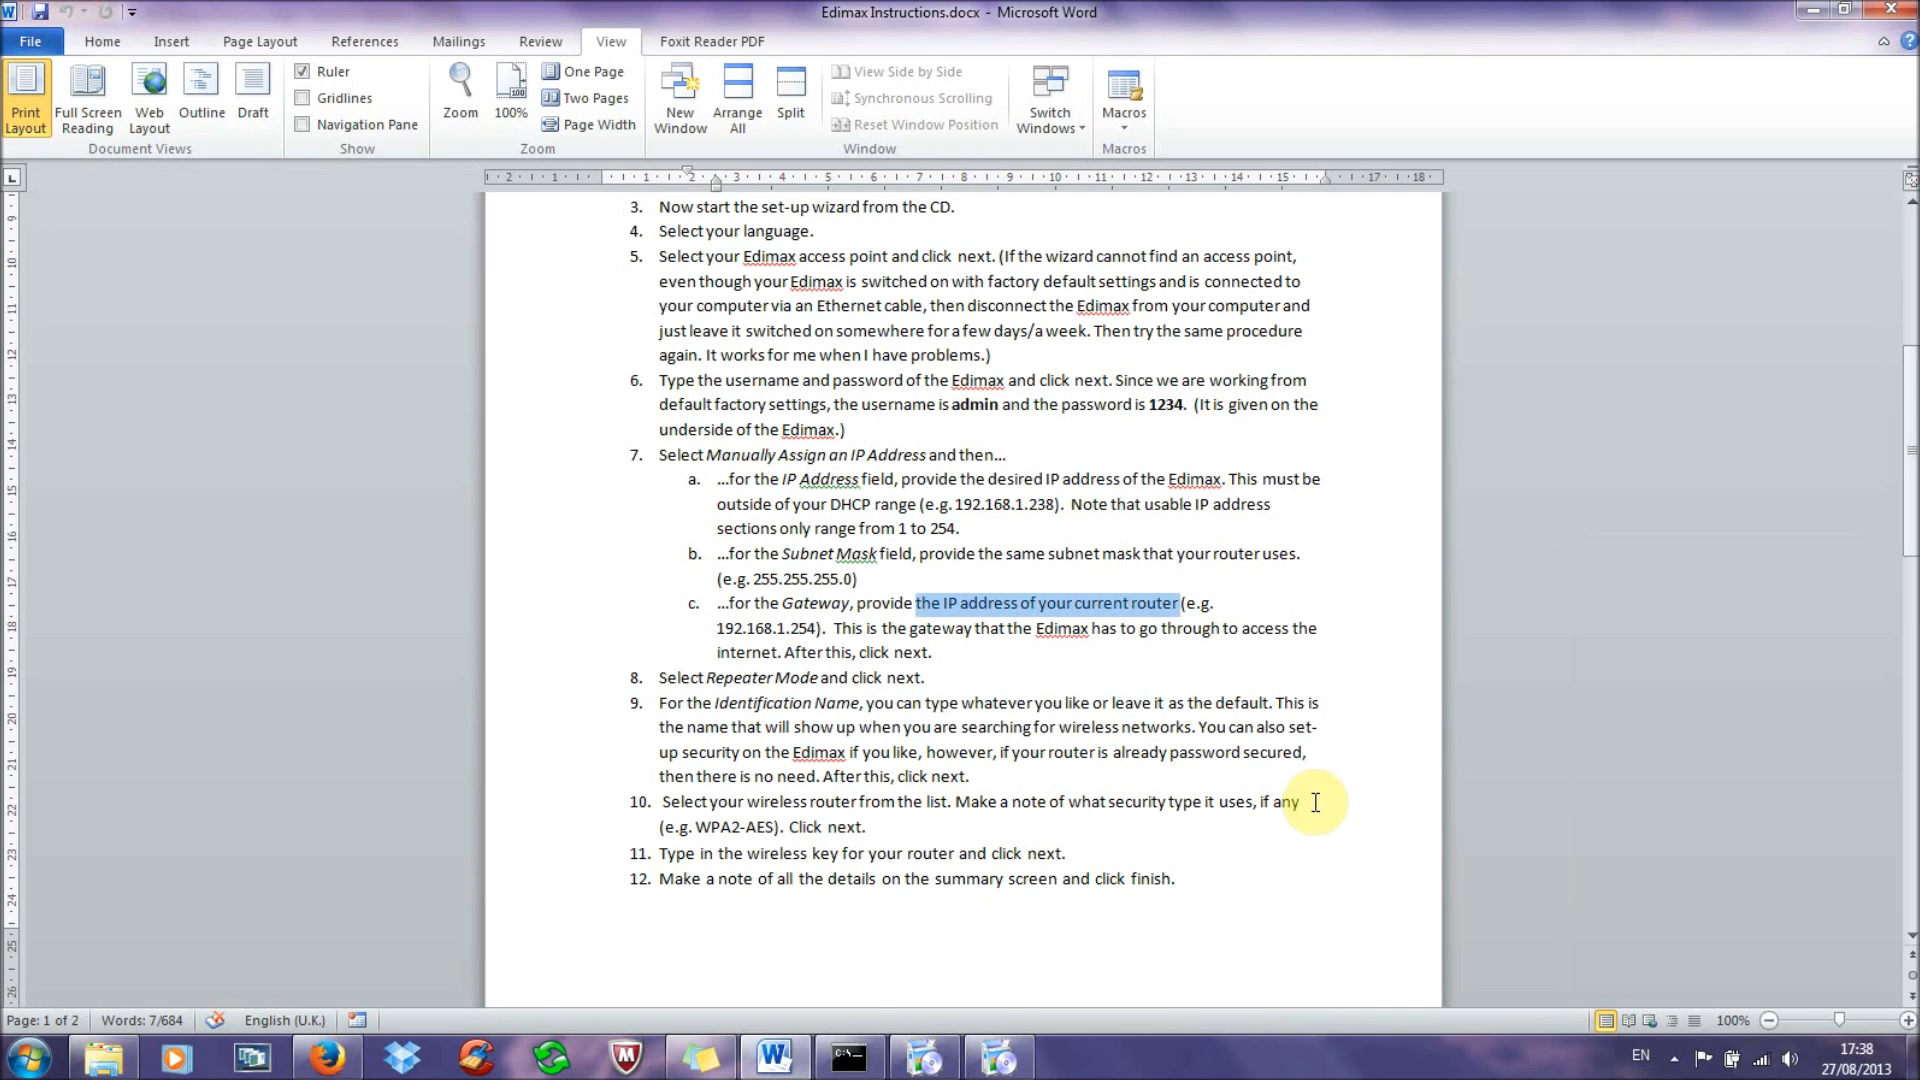 Edimax Instructions.docx - Microsoft Word
File Home Insert Page Layout References Mailings Review View Foxit Reader PDF
Print Layout
Full Screen Reading
Web Layout
Outline
Draft
Document Views
Ruler
Gridlines
Navigation Pane
Show
Zoom
100%
One Page
Two Pages
Page Width
Zoom
New Window
Arrange All
Split
View Side by Side
Synchronous Scrolling
Reset Window Position
Window
Switch Windows
Macros
Macros
3. Now start the set-up wizard from the CD.
4. Select your language.
5. Select your Edimax access point and click next. (If the wizard cannot find an access point,
even though your Edimax is switched on with factory default settings and is connected to
your computer via an Ethernet cable, then disconnect the Edimax from your computer and
just leave it switched on somewhere for a few days/a week. Then try the same procedure
again. It works for me when I have problems.)
6. Type the username and password of the Edimax and click next. Since we are working from
default factory settings, the username is admin and the password is 1234. (It is given on the
underside of the Edimax.)
7. Select Manually Assign an IP Address and then...
a. ...for the IP Address field, provide the desired IP address of the Edimax. This must be
outside of your DHCP range (e.g. 192.168.1.238). Note that usable IP address
sections only range from 1 to 254.
b. ...for the Subnet Mask field, provide the same subnet mask that your router uses.
(e.g. 255.255.255.0)
c. ...for the Gateway, provide the IP address of your current router (e.g.
192.168.1.254). This is the gateway that the Edimax has to go through to access the
internet. After this, click next.
8. Select Repeater Mode and click next.
9. For the Identification Name, you can type whatever you like or leave it as the default. This is
the name that will show up when you are searching for wireless networks. You can also set-
up security on the Edimax if you like, however, if your router is already password secured,
then there is no need. After this, click next.
10. Select your wireless router from the list. Make a note of what security type it uses, if any
(e.g. WPA2-AES). Click next.
11. Type in the wireless key for your router and click next.
12. Make a note of all the details on the summary screen and click finish.
Page: 1 of 2 Words: 7/684 English (U.K.) 100%
EN 17:38
27/08/2013